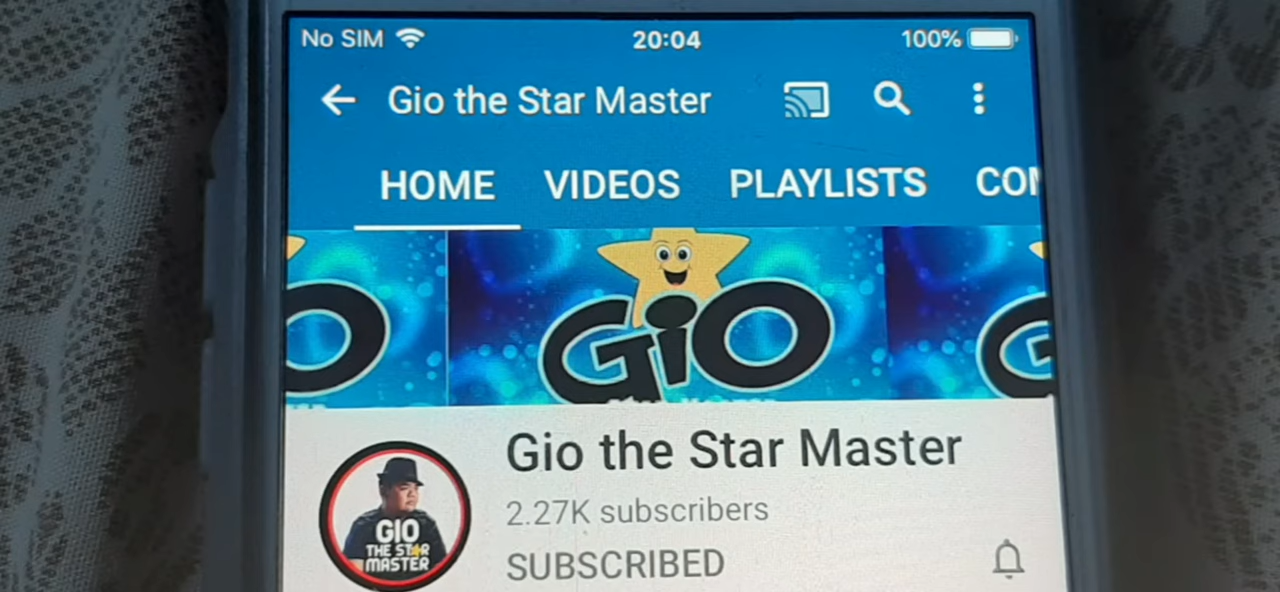 No SIM 20:04 100%
Gio the Star Master
HOME VIDEOS PLAYLISTS
GiO
Gio the Star Master
2.27K subscribers
SUBSCRIBED
GIO
THE STAR
MASTER